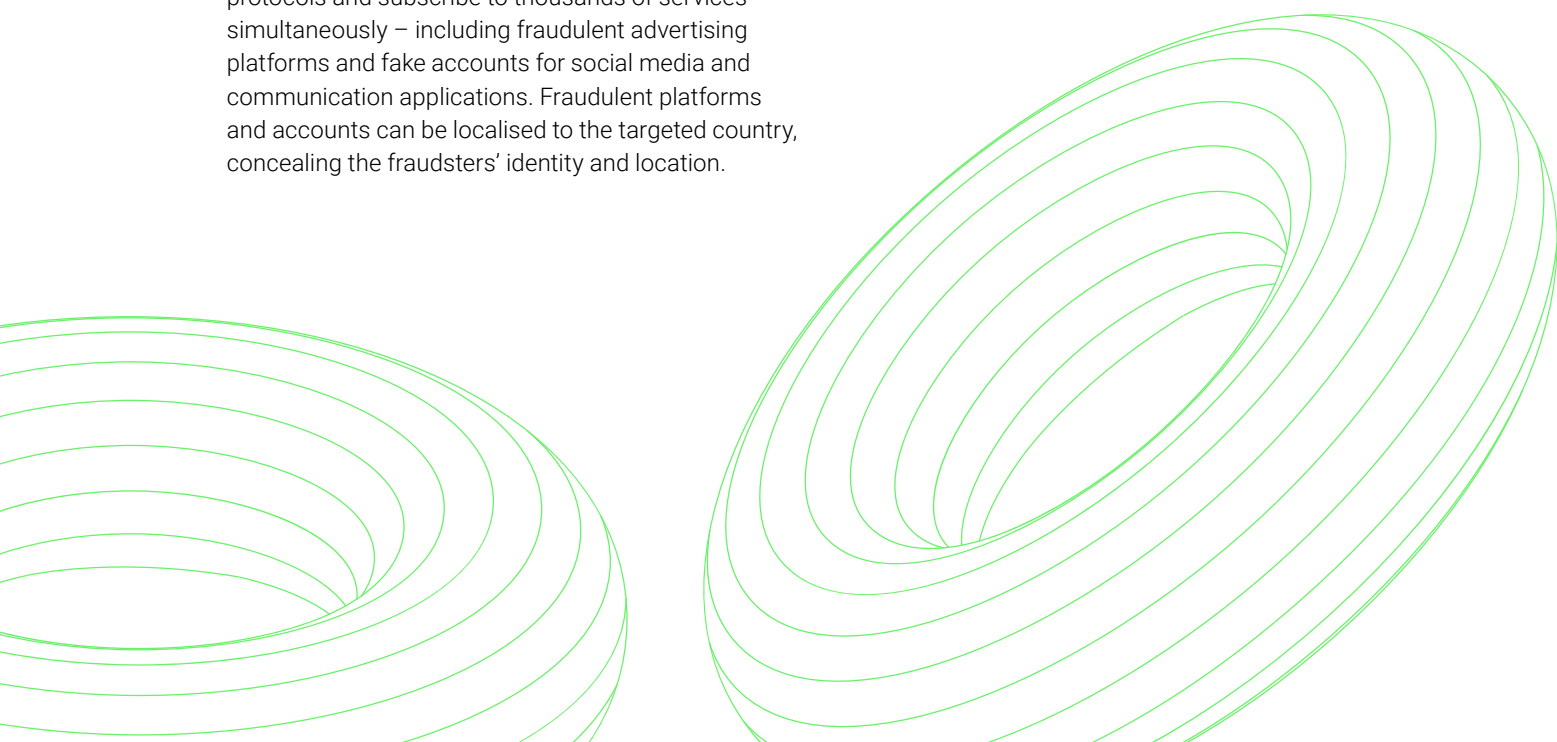 protocols and subscribe to thousands of services
simultaneously – including fraudulent advertising
platforms and fake accounts for social media and
communication applications. Fraudulent platforms
and accounts can be localised to the targeted country,
concealing the fraudsters’ identity and location.